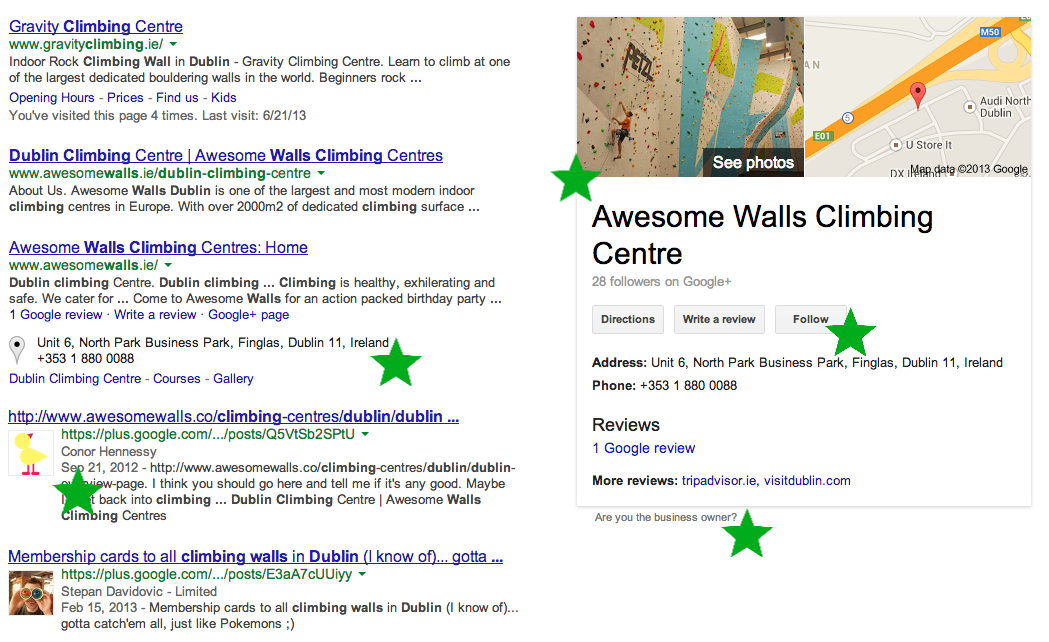 Gravity Climbing Centre
www.gravityclimbing.ie/
Indoor Rock Climbing Wall in Dublin - Gravity Climbing Centre. Learn to climb at one
of the largest dedicated bouldering walls in the world. Beginners rock ...
Opening Hours - Prices - Find us - Kids
You've visited this page 4 times. Last visit: 6/21/13
Dublin Climbing Centre | Awesome Walls Climbing Centres
www.awesomewalls.ie/dublin-climbing-centre
About Us. Awesome Walls Dublin is one of the largest and most modern indoor
climbing centres in Europe. With over 2000m2 of dedicated climbing surface ...
Awesome Walls Climbing Centres: Home
www.awesomewalls.ie/
Dublin climbing Centre. Dublin climbing ... Climbing is healthy, exhilerating and
safe. We cater for ... Come to Awesome Walls for an action packed birthday party ...
1 Google review · Write a review · Google+ page
Unit 6, North Park Business Park, Finglas, Dublin 11, Ireland
+353 1 880 0088
Dublin Climbing Centre - Courses - Gallery
http://www.awesomewalls.co/climbing-centres/dublin/dublin ...
https://plus.google.com/.../posts/Q5VtSb2SPtU
Conor Hennessy
Sep 21, 2012 - http://www.awesomewalls.co/climbing-centres/dublin/dublin-
overview-page. I think you should go here and tell me if it's any good. Maybe
back into climbing ... Dublin Climbing Centre | Awesome Walls
Climbing Centres
Membership cards to all climbing walls in Dublin (I know of)... gotta ...
https://plus.google.com/.../posts/E3aA7cUUiyy
Stepan Davidovic - Limited
Feb 15, 2013 - Membership cards to all climbing walls in Dublin (I know of)...
gotta catch'em all, just like Pokemons ;)
PETZL
See photos
M50
AN
5
Audi North
Dublin
E01
U Store It
DX Ireland
Map data ©2013 Google
Awesome Walls Climbing
Centre
28 followers on Google+
Directions
Write a review
Follow
Address: Unit 6, North Park Business Park, Finglas, Dublin 11, Ireland
Phone: +353 1 880 0088
Reviews
1 Google review
More reviews: tripadvisor.ie, visitdublin.com
Are you the business owner?